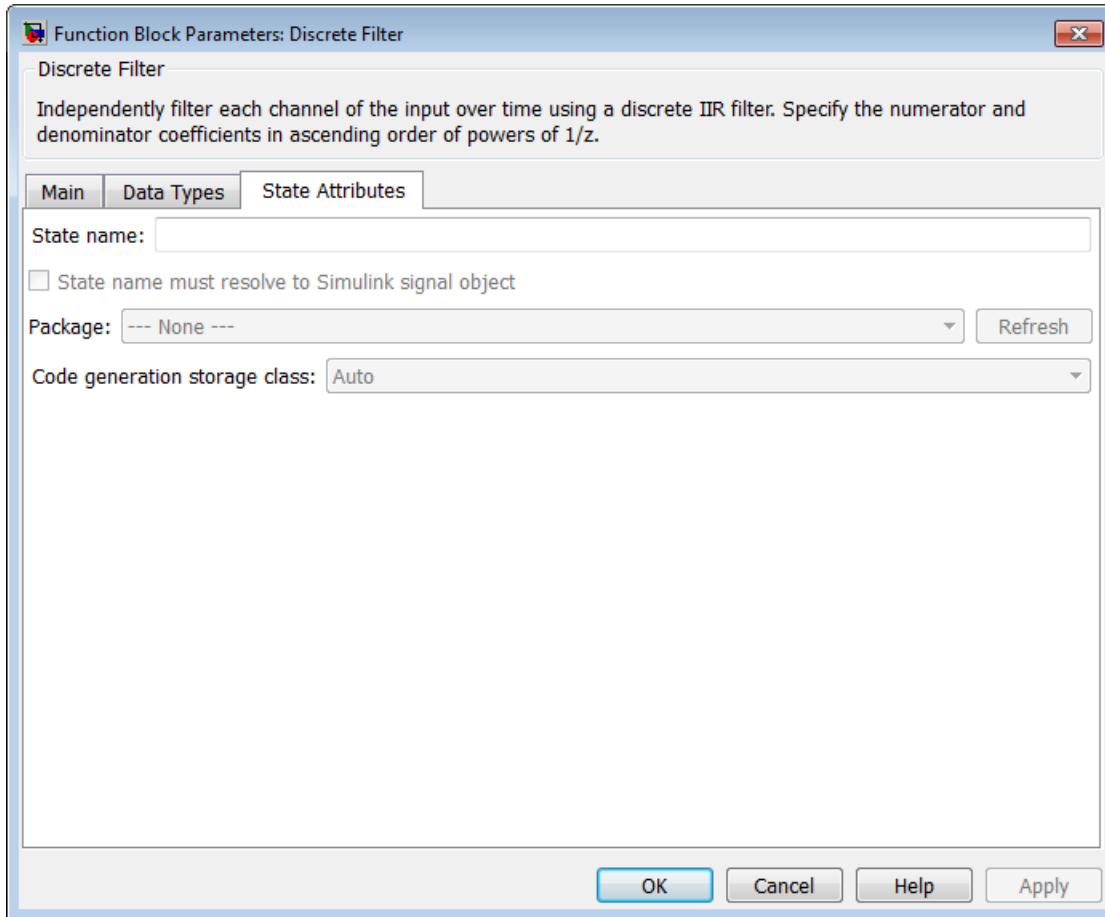 Function Block Parameters: Discrete Filter
Discrete Filter
Independently filter each channel of the input over time using a discrete IIR filter. Specify the numerator and
denominator coefficients in ascending order of powers of 1/z.
Main Data Types State Attributes
State name:
State name must resolve to Simulink signal object
Package: --- None --- Refresh
Code generation storage class: Auto
OK Cancel Help Apply